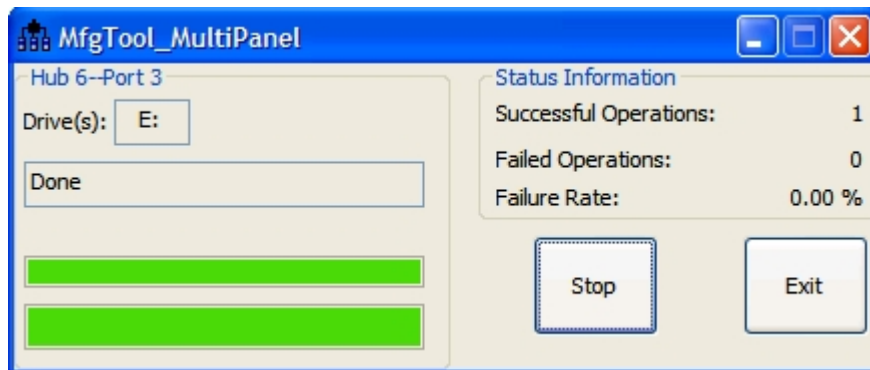 MfgTool_MultiPanel
Hub 6--Port 3
Drive(s): E:
Done
Status Information
Successful Operations: 1
Failed Operations: 0
Failure Rate: 0.00 %
Stop
Exit